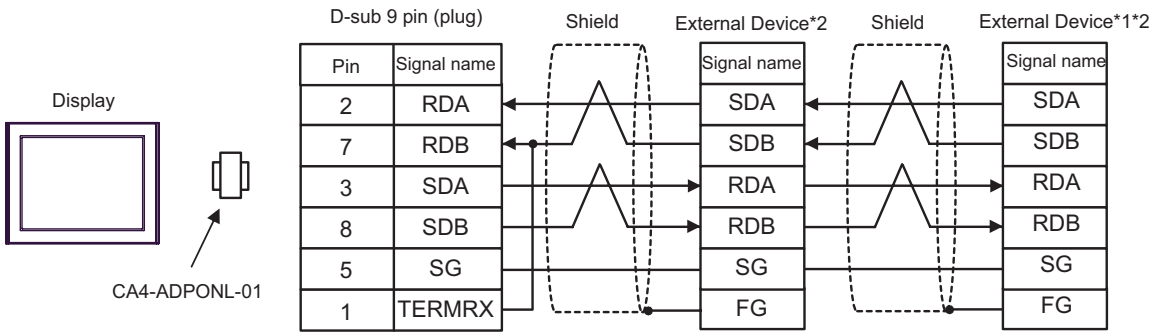 D-sub 9 pin (plug) Shield External Device*2 Shield External Device*1*2
Pin Signal name Signal name Signal name
Display
2 RDA SDA SDA
7 RDB SDB SDB
3 SDA RDA RDA
8 SDB RDB RDB
5 SG SG SG
CA4-ADPONL-01
1 TERMRX FG FG